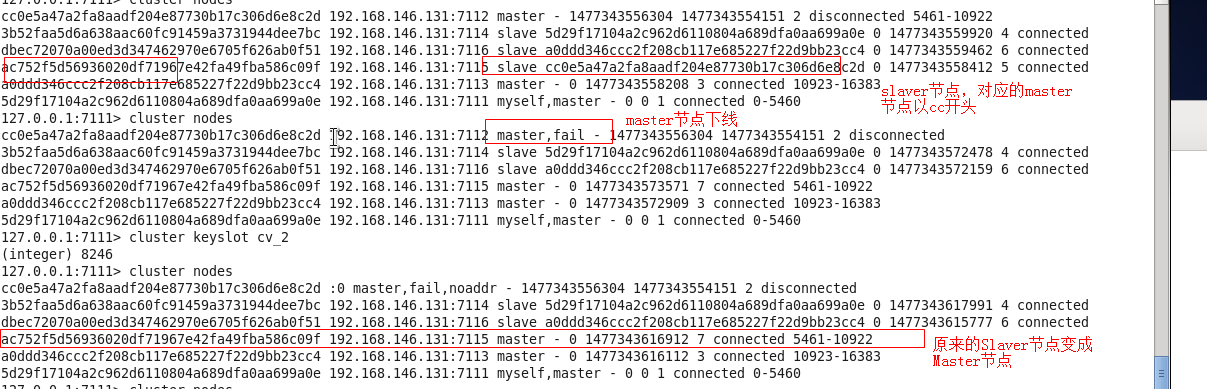 cluster nodes
cc0e5a47a2fa8aadf204e87730b17c306d6e8c2d 192.168.146.131:7112 master - 1477343556304 1477343554151 2 disconnected 5461-10922
3b52faa5d6a638aac60fc91459a3731944dee7bc 192.168.146.131:7114 slave 5d29f17104a2c962d6110804a689dfa0aa699a0e 0 1477343559920 4 connected
dbec72070a00ed3d347462970e6705f626ab0f51 192.168.146.131:7116 slave a0ddd346ccc2f208cb117e685227f22d9bb23cc4 0 1477343559462 6 connected
ac752f5d56936020df71967e42fa49fba586c09f 192.168.146.131:7115 slave cc0e5a47a2fa8aadf204e87730b17c306d6e8c2d 0 1477343558412 5 connected
a0ddd346ccc2f208cb117e685227f22d9bb23cc4 192.168.146.131:7113 master - 0 1477343558208 3 connected 10923-16383
slaver节点，对应的master
节点以cc开头
5d29f17104a2c962d6110804a689dfa0aa699a0e 192.168.146.131:7111 myself,master - 0 0 1 connected 0-5460
127.0.0.1:7111> cluster nodes
master节点下线
cc0e5a47a2fa8aadf204e87730b17c306d6e8c2d 192.168.146.131:7112 master,fail - 1477343556304 1477343554151 2 disconnected
3b52faa5d6a638aac60fc91459a3731944dee7bc 192.168.146.131:7114 slave 5d29f17104a2c962d6110804a689dfa0aa699a0e 0 1477343572478 4 connected
dbec72070a00ed3d347462970e6705f626ab0f51 192.168.146.131:7116 slave a0ddd346ccc2f208cb117e685227f22d9bb23cc4 0 1477343572159 6 connected
ac752f5d56936020df71967e42fa49fba586c09f 192.168.146.131:7115 master - 0 1477343573571 7 connected 5461-10922
a0ddd346ccc2f208cb117e685227f22d9bb23cc4 192.168.146.131:7113 master - 0 1477343572909 3 connected 10923-16383
5d29f17104a2c962d6110804a689dfa0aa699a0e 192.168.146.131:7111 myself,master - 0 0 1 connected 0-5460
127.0.0.1:7111> cluster keyslot cv_2
(integer) 8246
127.0.0.1:7111> cluster nodes
cc0e5a47a2fa8aadf204e87730b17c306d6e8c2d :0 master,fail,noaddr - 1477343556304 1477343554151 2 disconnected
3b52faa5d6a638aac60fc91459a3731944dee7bc 192.168.146.131:7114 slave 5d29f17104a2c962d6110804a689dfa0aa699a0e 0 1477343617991 4 connected
dbec72070a00ed3d347462970e6705f626ab0f51 192.168.146.131:7116 slave a0ddd346ccc2f208cb117e685227f22d9bb23cc4 0 1477343615777 6 connected
ac752f5d56936020df71967e42fa49fba586c09f 192.168.146.131:7115 master - 0 1477343616912 7 connected 5461-10922
原来的Slaver节点变成
Master节点
a0ddd346ccc2f208cb117e685227f22d9bb23cc4 192.168.146.131:7113 master - 0 1477343616112 3 connected 10923-16383
5d29f17104a2c962d6110804a689dfa0aa699a0e 192.168.146.131:7111 myself,master - 0 0 1 connected 0-5460
127.0.0.1:7111> cluster nodes